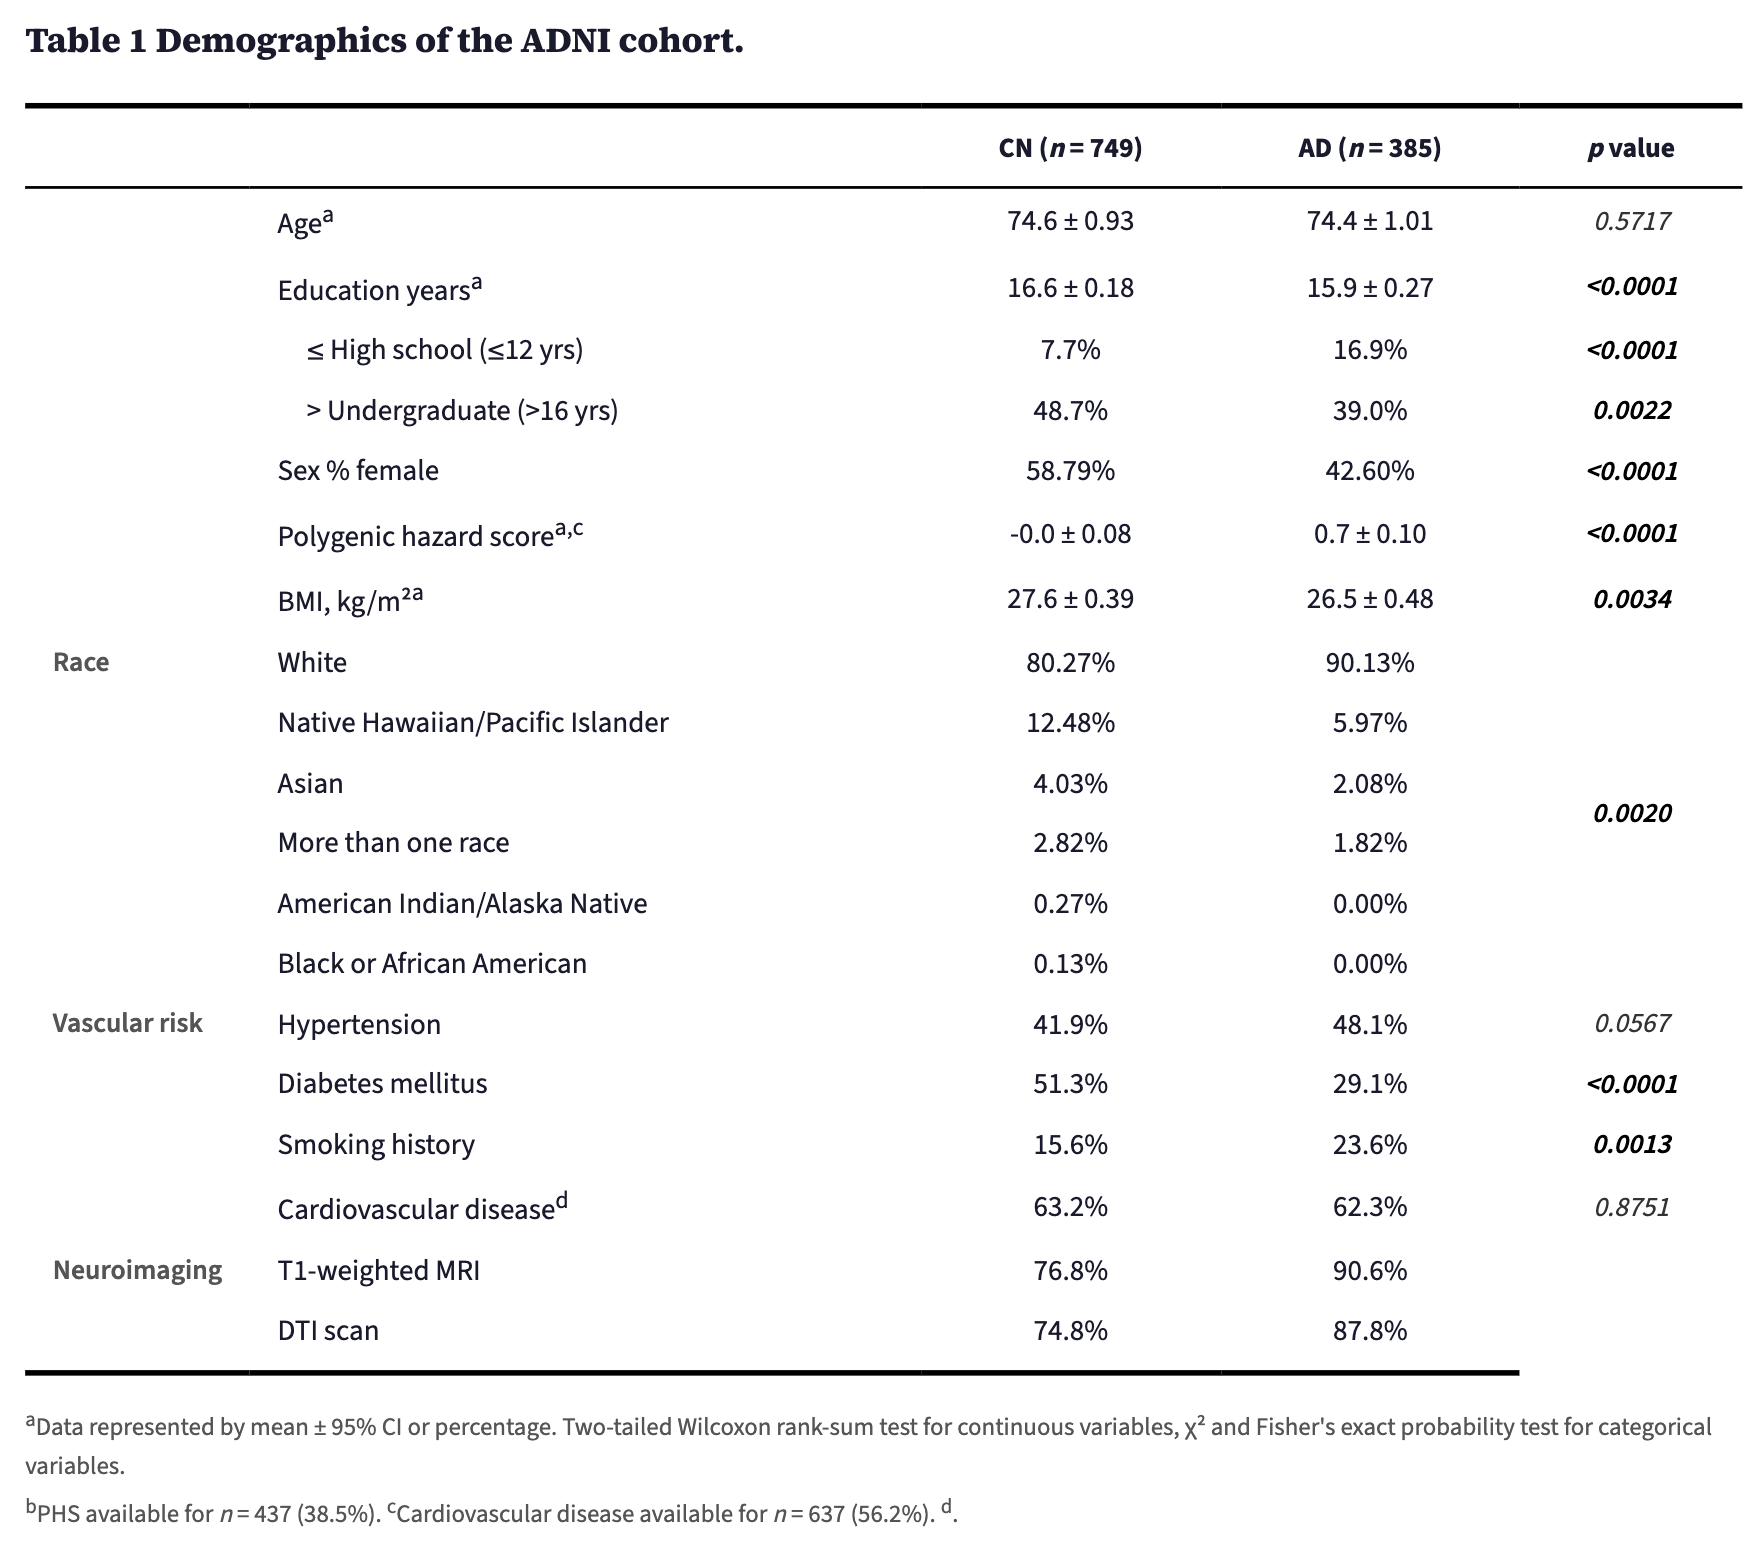 Table 1 Demographics of the ADNI cohort.
CN (n = 749) AD (n = 385) p value
Ageᵃ 74.6 ± 0.93 74.4 ± 1.01 0.5717
Education yearsᵃ 16.6 ± 0.18 15.9 ± 0.27 <0.0001
≤ High school (≤12 yrs) 7.7% 16.9% <0.0001
> Undergraduate (>16 yrs) 48.7% 39.0% 0.0022
Sex % female 58.79% 42.60% <0.0001
Polygenic hazard scoreᵃ,ᶜ -0.0 ± 0.08 0.7 ± 0.10 <0.0001
BMI, kg/m²ᵃ 27.6 ± 0.39 26.5 ± 0.48 0.0034
Race White 80.27% 90.13%
Native Hawaiian/Pacific Islander 12.48% 5.97%
Asian 4.03% 2.08%
0.0020
More than one race 2.82% 1.82%
American Indian/Alaska Native 0.27% 0.00%
Black or African American 0.13% 0.00%
Vascular risk Hypertension 41.9% 48.1% 0.0567
Diabetes mellitus 51.3% 29.1% <0.0001
Smoking history 15.6% 23.6% 0.0013
Cardiovascular diseaseᵈ 63.2% 62.3% 0.8751
Neuroimaging T1-weighted MRI 76.8% 90.6%
DTI scan 74.8% 87.8%
ᵃData represented by mean ± 95% CI or percentage. Two-tailed Wilcoxon rank-sum test for continuous variables, χ² and Fisher's exact probability test for categorical
variables.
ᵇPHS available for n = 437 (38.5%). ᶜCardiovascular disease available for n = 637 (56.2%). ᵈ.